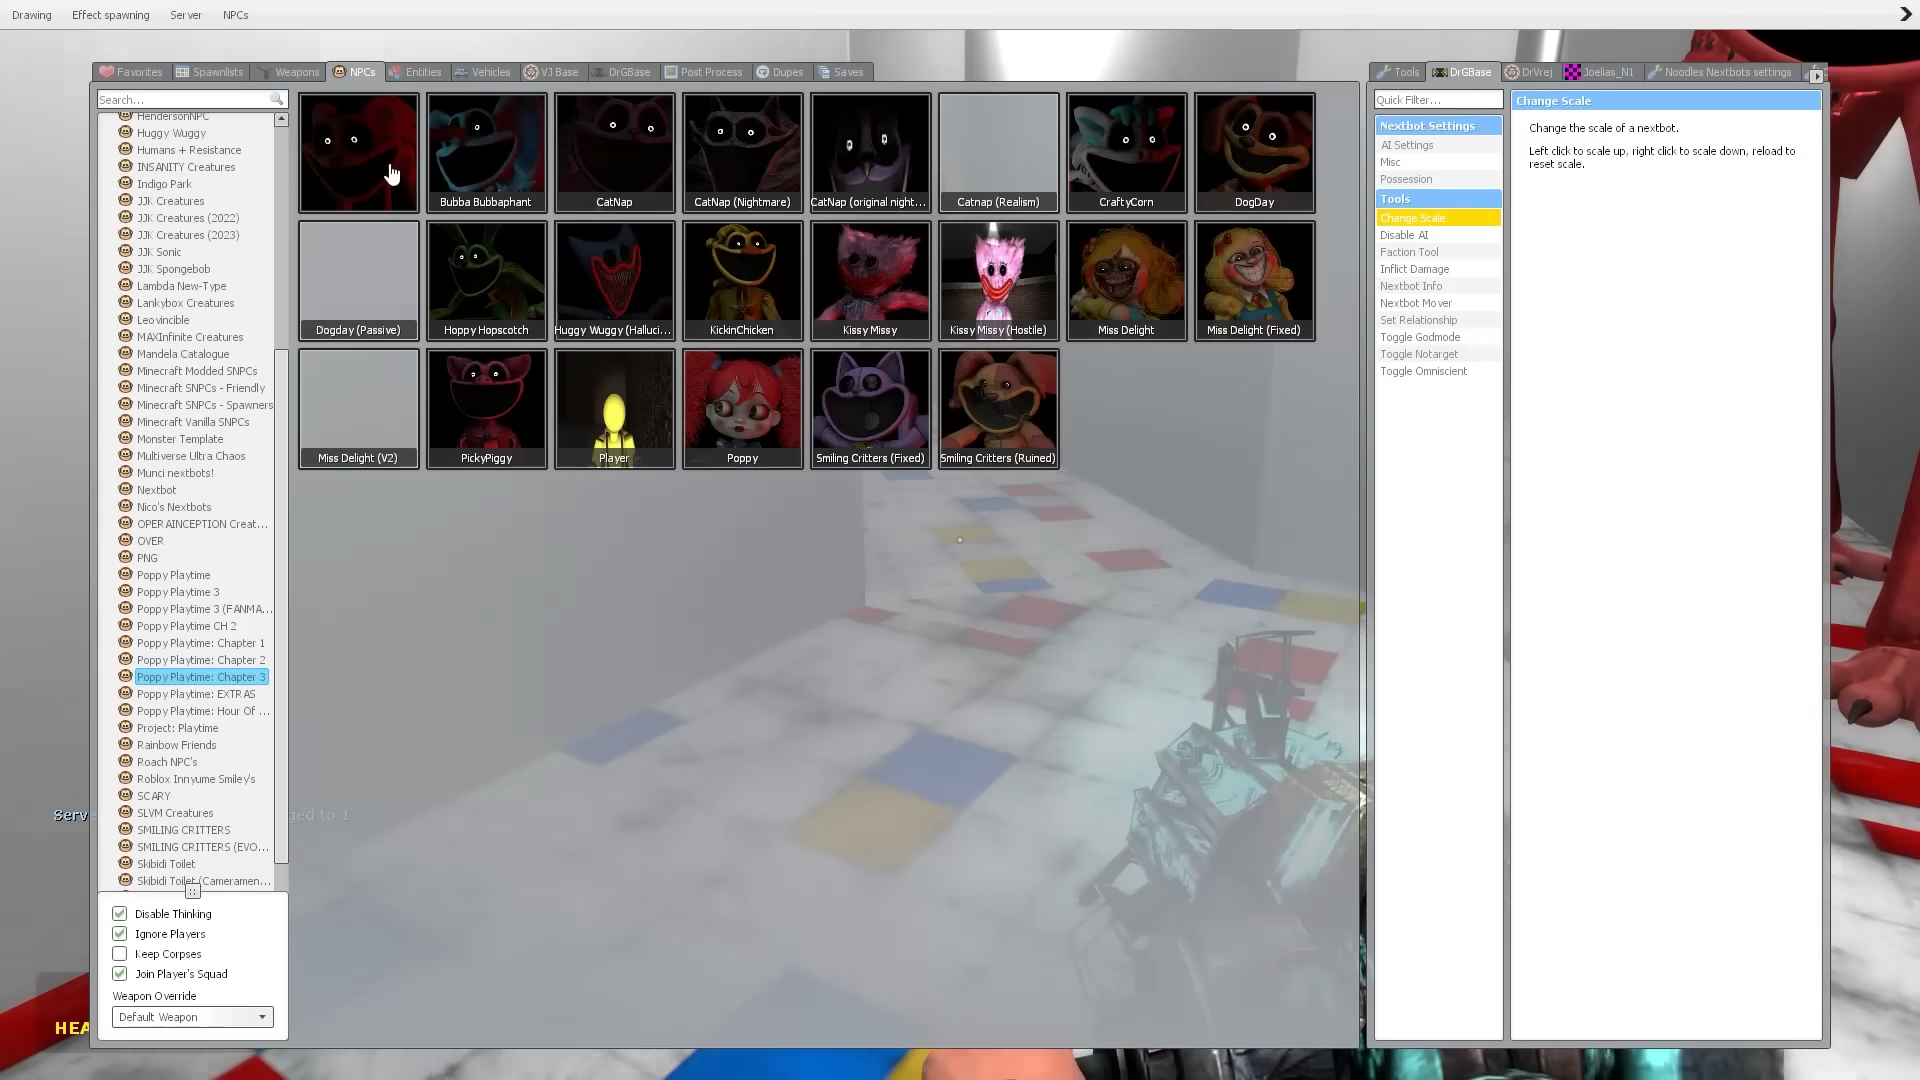 Drawing
Effect spawning
Server
NPCs
Favorites
Spawnlists
Weapons
NPCs
Entities
Vehicles
VJ Base
DrGBase
Post Process
Dupes
Saves
Tools
DrGBase
DrVrej
Joelias_N1
Noodles Nextbots settings
Search...
HendersonNPC
Huggy Wuggy
Humans + Resistance
INSANITY Creatures
Indigo Park
JJK Creatures
JJK Creatures (2022)
JJK Creatures (2023)
JJK Sonic
JJK Spongebob
Lambda New-Type
Lankybox Creatures
Leovincible
MAXInfinite Creatures
Mandela Catalogue
Minecraft Modded SNPCs
Minecraft SNPCs - Friendly
Minecraft SNPCs - Spawners
Minecraft Vanilla SNPCs
Monster Template
Multiverse Ultra Chaos
Munci nextbots!
Nextbot
Nico's Nextbots
OPERAINCEPTION Creat...
OVER
PNG
Poppy Playtime
Poppy Playtime 3
Poppy Playtime 3 (FANMA...
Poppy Playtime CH 2
Poppy Playtime: Chapter 1
Poppy Playtime: Chapter 2
Poppy Playtime: Chapter 3
Poppy Playtime: EXTRAS
Poppy Playtime: Hour Of ...
Project: Playtime
Rainbow Friends
Roach NPC's
Roblox Innyume Smiley's
SCARY
SLVM Creatures
SMILING CRITTERS
SMILING CRITTERS (EVO...
Skibidi Toilet
Skibidi Toilet (Cameramen...
Disable Thinking
Ignore Players
Keep Corpses
Join Player's Squad
Weapon Override
Default Weapon
Bubba Bubbaphant
CatNap
CatNap (Nightmare)
CatNap (original night...
Catnap (Realism)
CraftyCorn
DogDay
Dogday (Passive)
Hoppy Hopscotch
Huggy Wuggy (Halluci...
KickinChicken
Kissy Missy
Kissy Missy (Hostile)
Miss Delight
Miss Delight (Fixed)
Miss Delight (V2)
PickyPiggy
Player
Poppy
Smiling Critters (Fixed)
Smiling Critters (Ruined)
Serv
ged to 1
HEA
Quick Filter...
Nextbot Settings
AI Settings
Misc
Possession
Tools
Change Scale
Disable AI
Faction Tool
Inflict Damage
Nextbot Info
Nextbot Mover
Set Relationship
Toggle Godmode
Toggle Notarget
Toggle Omniscient
Change Scale
Change the scale of a nextbot.
Left click to scale up, right click to scale down, reload to
reset scale.